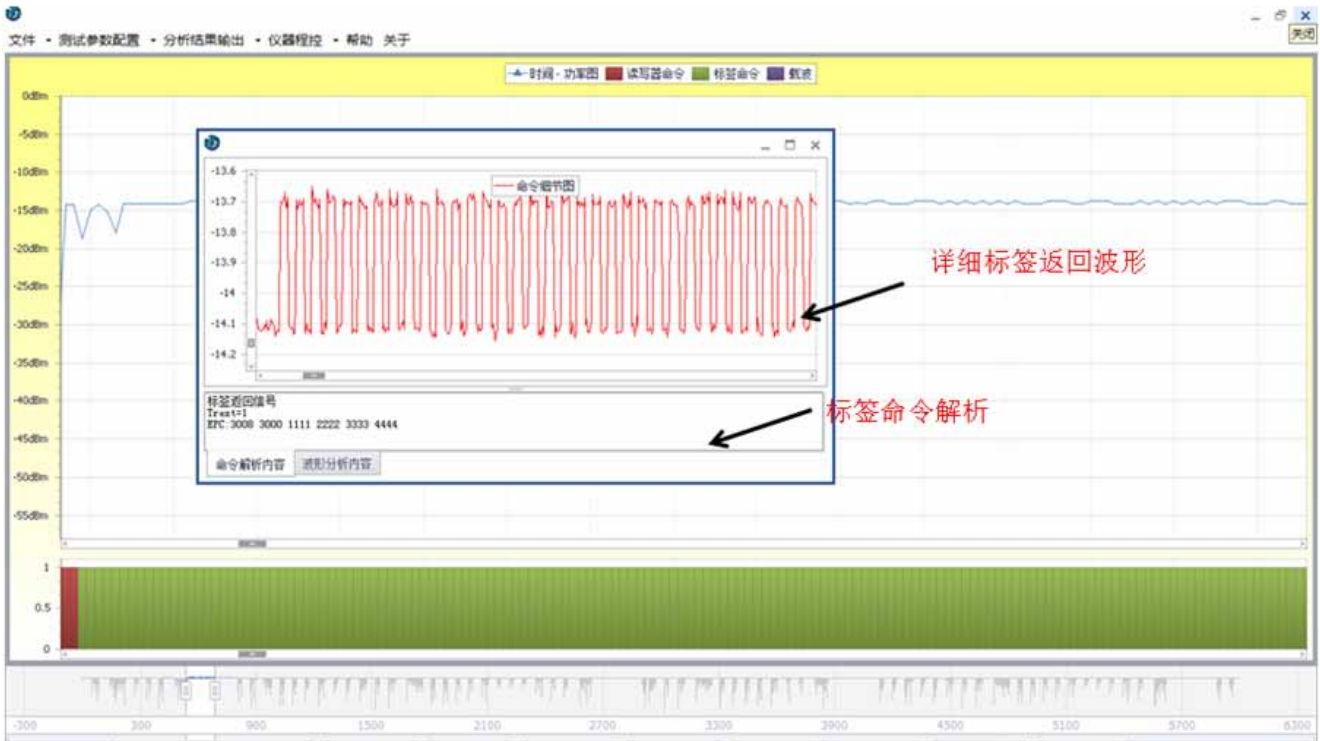 文件 · 测试参数配置 · 分析结果输出 · 仪器程控 · 帮助 关于
关闭
时间-功率图 读写器命令 标签命令 载波
0dBm
-5dBm
-10dBm
-15dBm
-20dBm
-25dBm
-30dBm
-35dBm
-40dBm
-45dBm
-50dBm
-55dBm
命令细节图
-13.6
-13.7
-13.8
-13.9
-14
-14.1
-14.2
详细标签返回波形
标签返回信号
Trext=1
EPC:3008 3000 1111 2222 3333 4444
标签命令解析
命令解析内容 波形分析内容
1
0.5
0
-300 300 900 1500 2100 2700 3300 3900 4500 5100 5700 6300